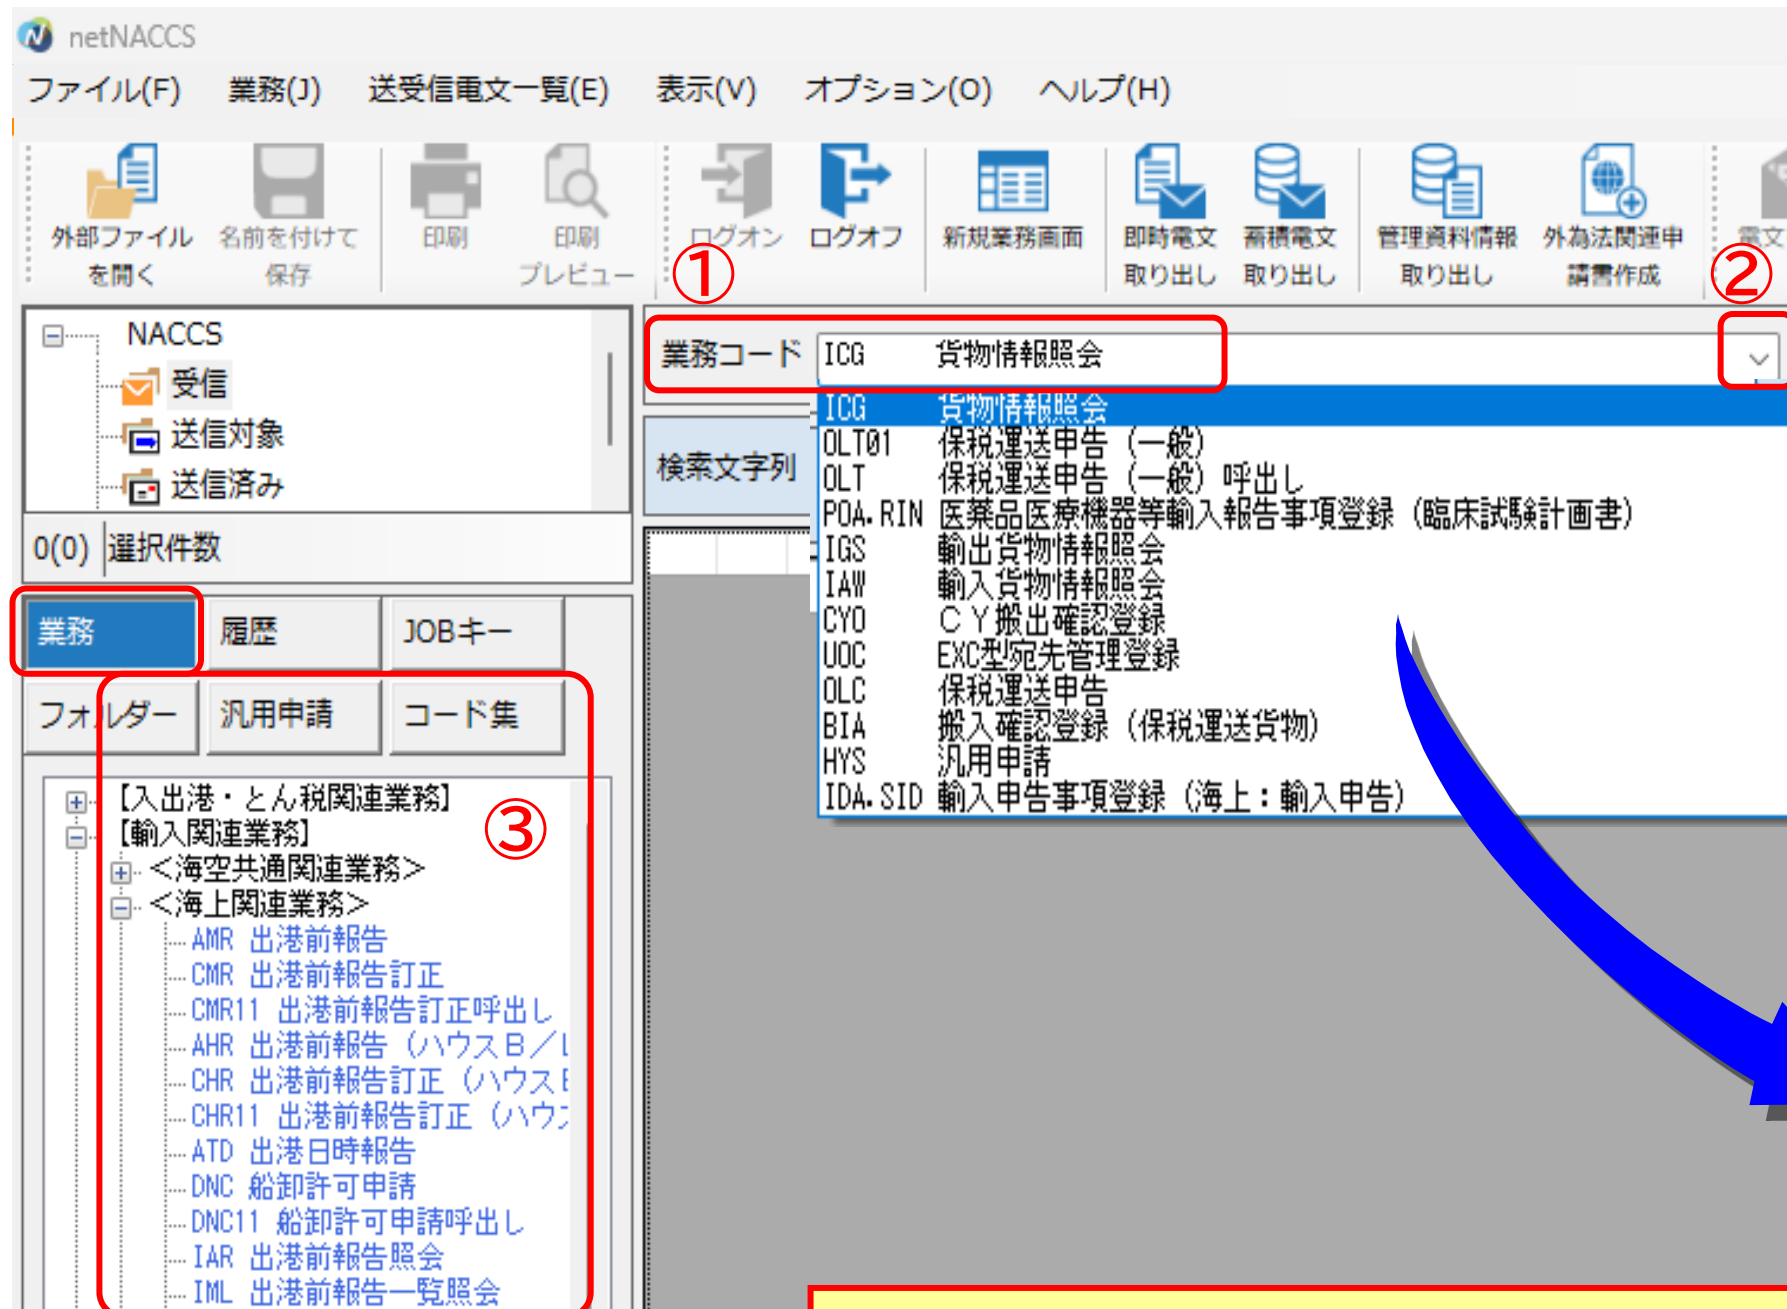 netNACCS
ファイル(F) 業務(J) 送受信電文一覧(E) 表示(V) オプション(O) ヘルプ(H)
外部ファイルを開く
名前を付けて保存
印刷
印刷プレビュー
ログオン
ログオフ
新規業務画面
即時電文取り出し
蓄積電文取り出し
管理資料情報取り出し
外為法関連申請書作成
電文
①
②
NACCS
受信
送信対象
送信済み
0(0) 選択件数
業務 履歴 JOBキー
フォルダー 汎用申請 コード集
③
【入出港・とん税関連業務】
【輸入関連業務】
<海空共通関連業務>
<海上関連業務>
AMR 出港前報告
CMR 出港前報告訂正
CMR11 出港前報告訂正呼出し
AHR 出港前報告（ハウスB／L
CHR 出港前報告訂正（ハウスB
CHR11 出港前報告訂正（ハウス
ATD 出港日時報告
DNC 船卸許可申請
DNC11 船卸許可申請呼出し
IAR 出港前報告照会
IML 出港前報告一覧照会
業務コード ICG 貨物情報照会
検索文字列
ICG 貨物情報照会
OLT01 保税運送申告（一般）
OLT 保税運送申告（一般）呼出し
POA.RIN 医薬品医療機器等輸入報告事項登録（臨床試験計画書）
IGS 輸出貨物情報照会
IAW 輸入貨物情報照会
CYO ＣＹ搬出確認登録
UOC EXC型宛先管理登録
OLC 保税運送申告
BIA 搬入確認登録（保税運送貨物）
HYS 汎用申請
IDA.SID 輸入申告事項登録（海上：輸入申告）